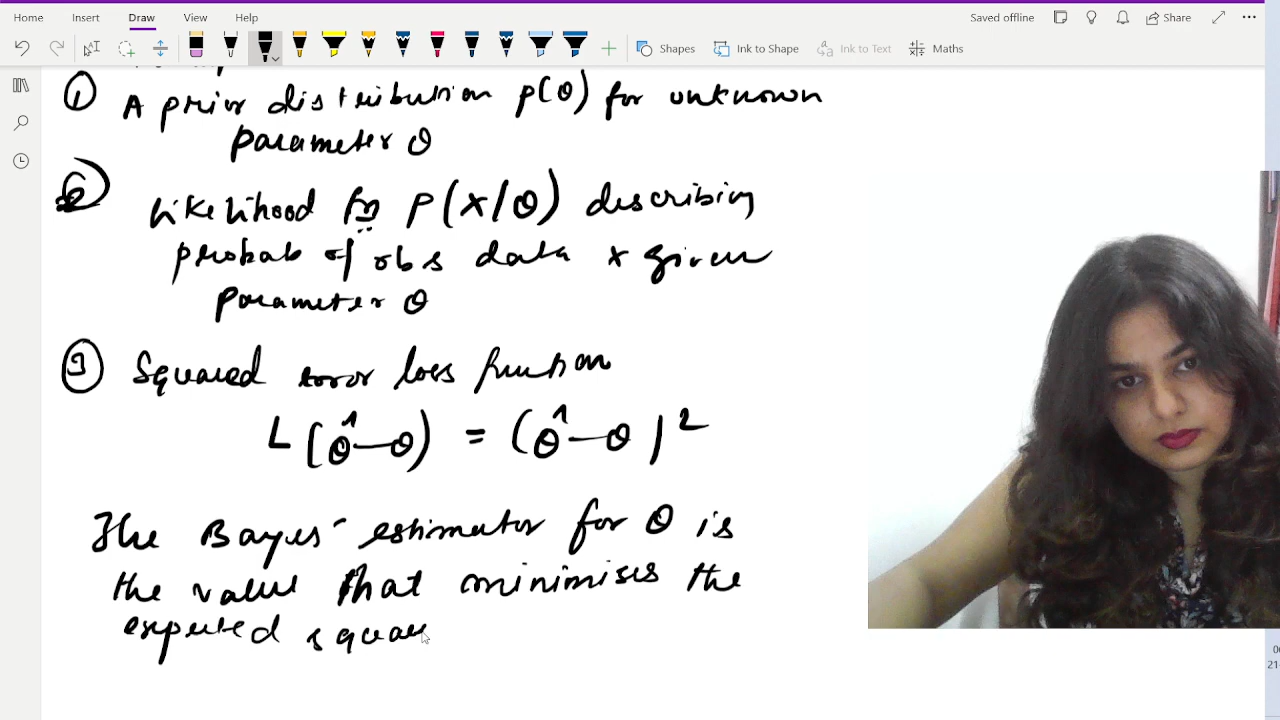 Home Insert Draw View Help
Saved offline Share
Shapes Ink to Shape Ink to Text Maths
① A prior distribution p(θ) for unknown
parameter θ
Likelihood fn P(x/θ) describing
probab of obs data x given
parameter θ
③ Squared error loss function
L(θ̂—θ) = (θ̂—θ)²
The Bayes' estimator for θ is
the value that minimises the
expected squar